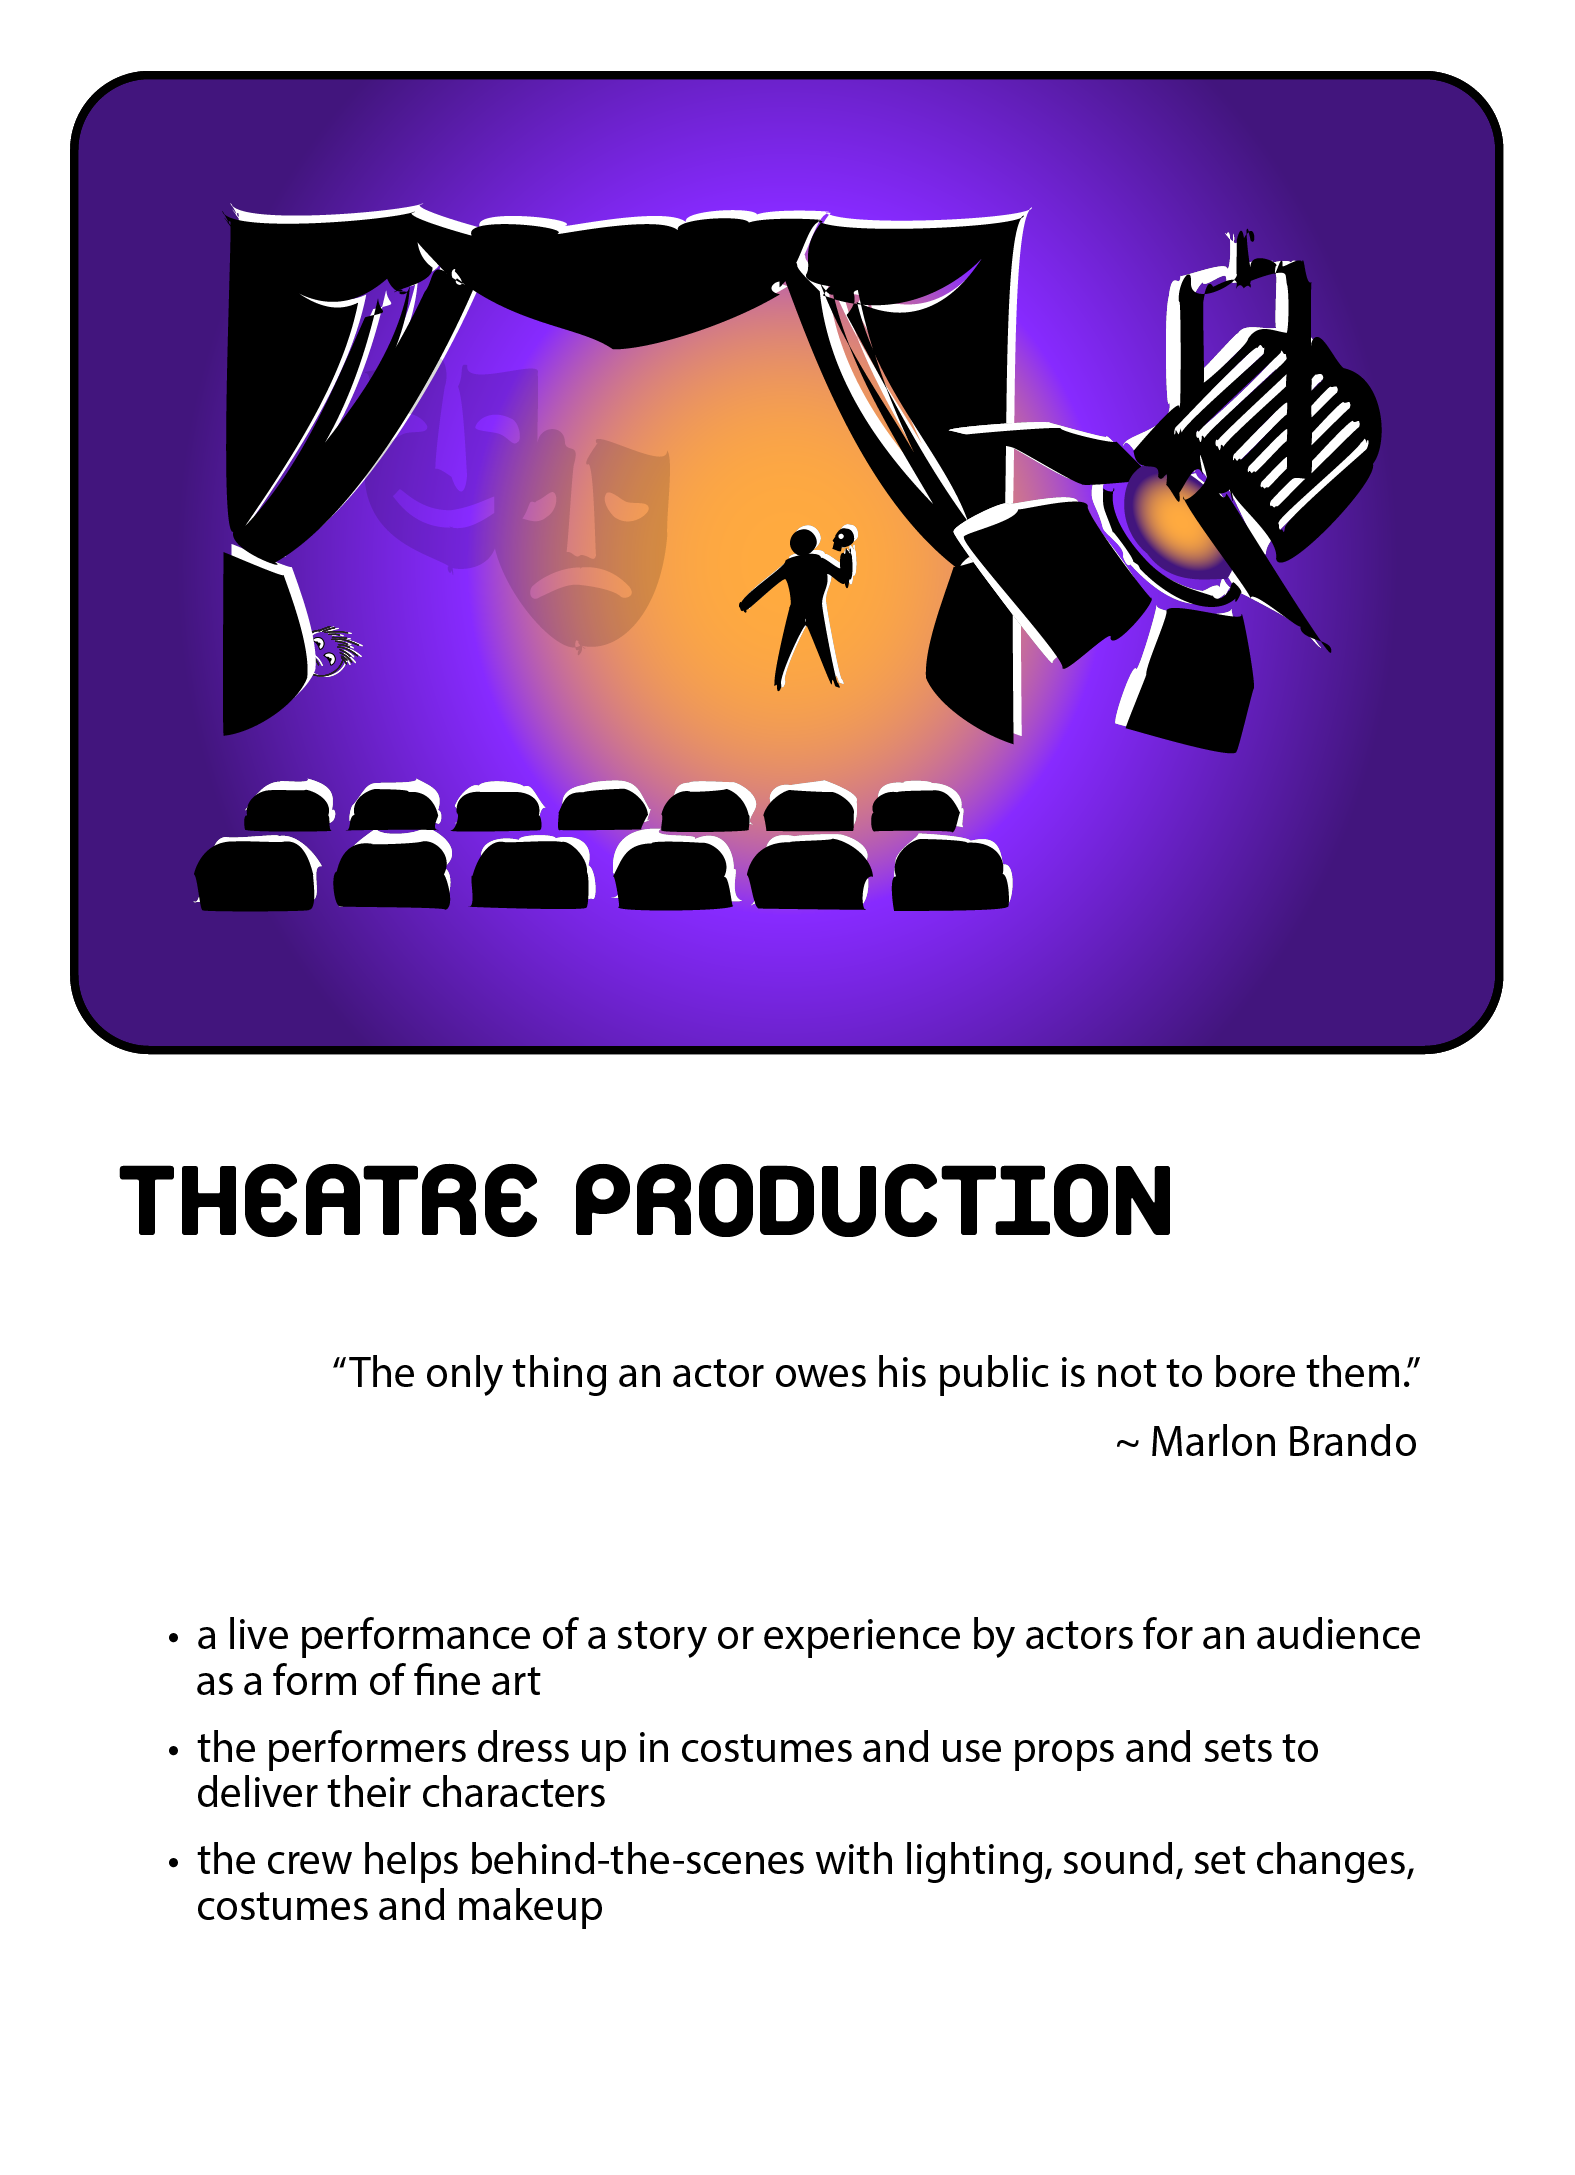 THEATRE PRODUCTION
“The only thing an actor owes his public is not to bore them.”
~ Marlon Brando
• a live performance of a story or experience by actors for an audience
as a form of fine art
• the performers dress up in costumes and use props and sets to
deliver their characters
• the crew helps behind-the-scenes with lighting, sound, set changes,
costumes and makeup